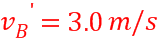 v_B' = 3.0 m/s